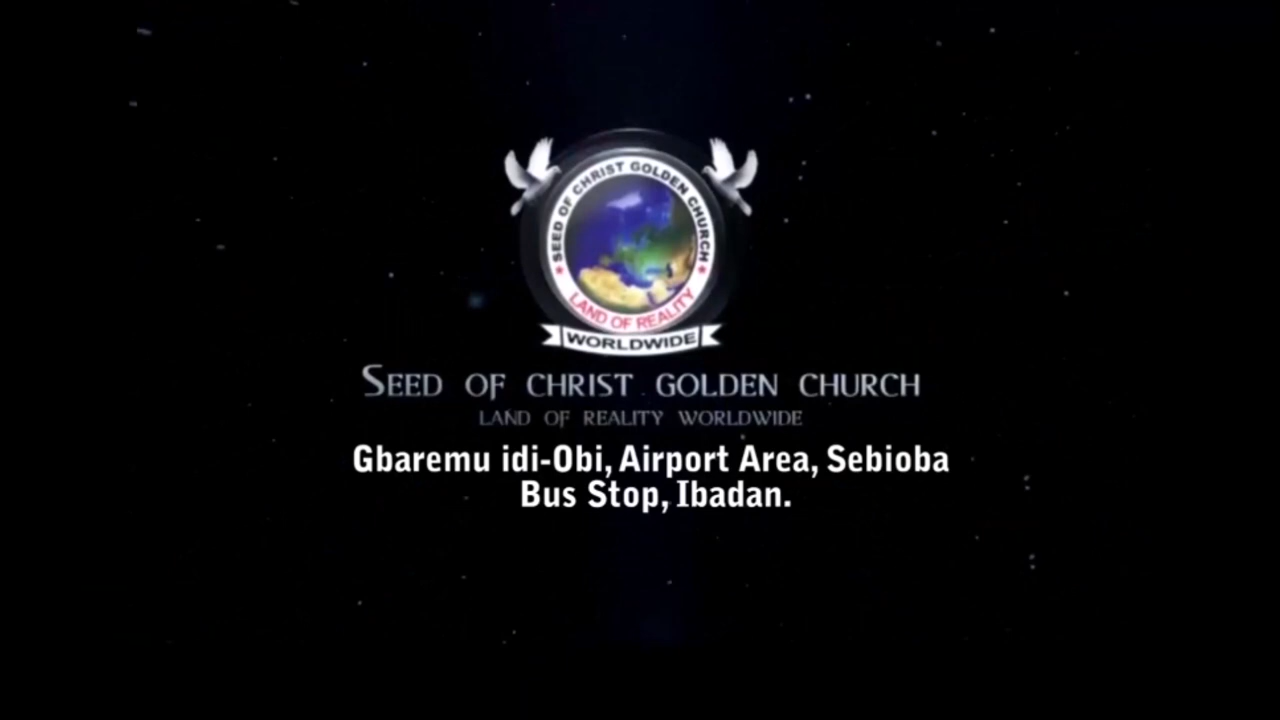 SEED OF CHRIST GOLDEN CHURCH
LAND OF REALITY
WORLDWIDE
SEED OF CHRIST GOLDEN CHURCH
LAND OF REALITY WORLDWIDE
Gbaremu idi-Obi, Airport Area, Sebioba
Bus Stop, Ibadan.